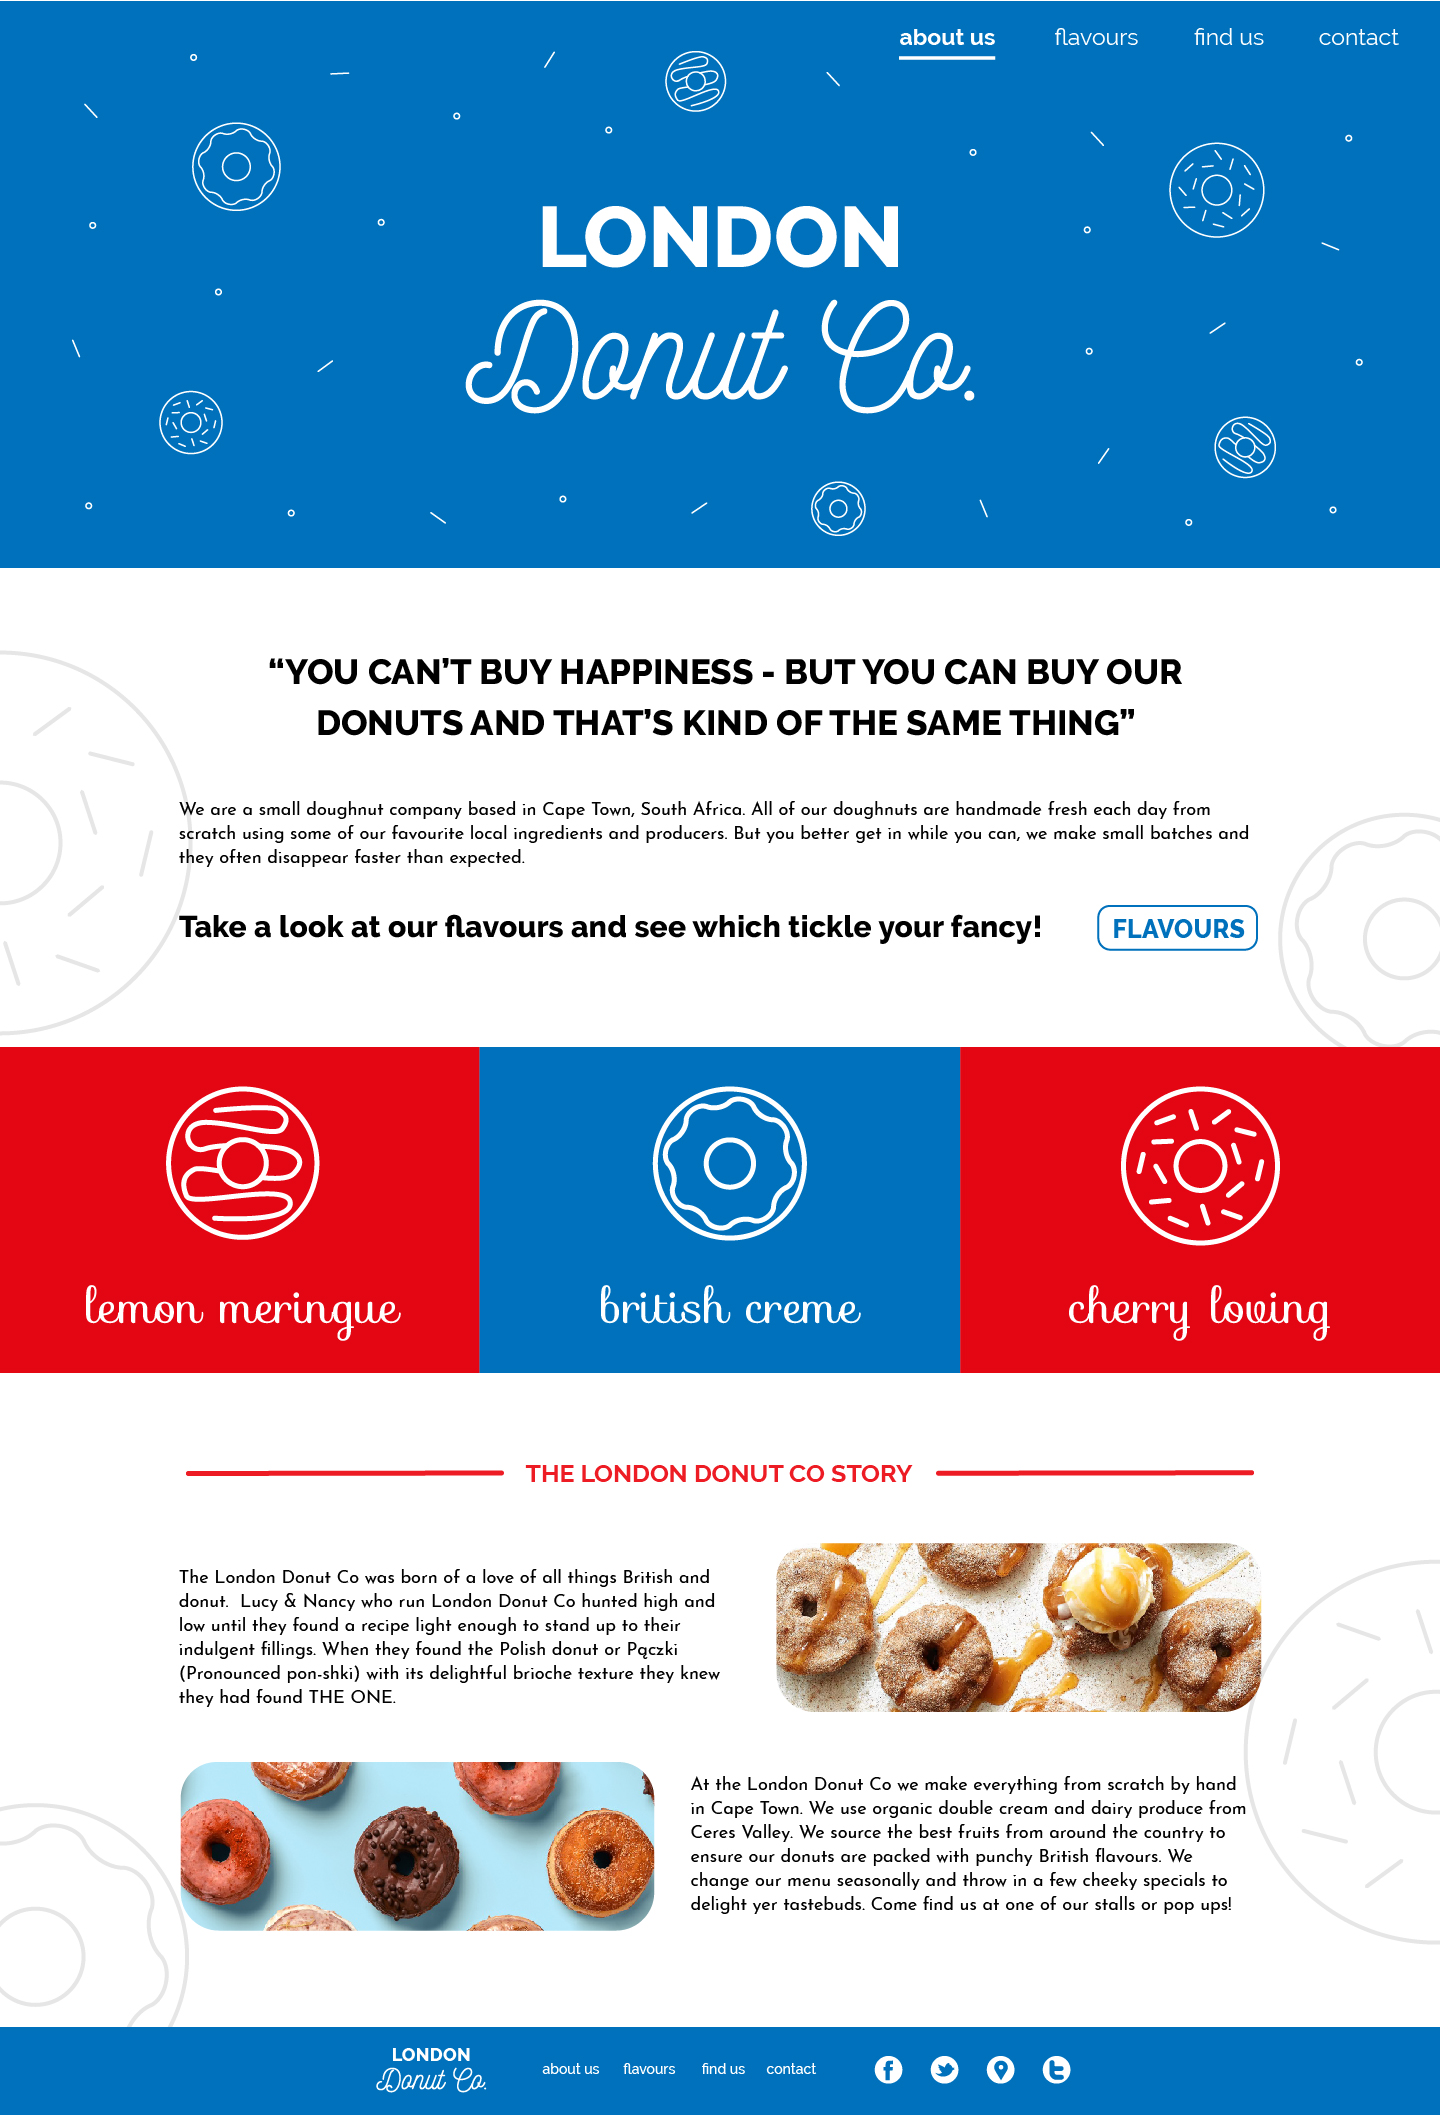 about us flavours find us contact
LONDON
Donut Co.
“YOU CAN’T BUY HAPPINESS - BUT YOU CAN BUY OUR
DONUTS AND THAT’S KIND OF THE SAME THING”
We are a small doughnut company based in Cape Town, South Africa. All of our doughnuts are handmade fresh each day from
scratch using some of our favourite local ingredients and producers. But you better get in while you can, we make small batches and
they often disappear faster than expected.
Take a look at our flavours and see which tickle your fancy!
FLAVOURS
lemon meringue
british creme
cherry loving
THE LONDON DONUT CO STORY
The London Donut Co was born of a love of all things British and
donut. Lucy & Nancy who run London Donut Co hunted high and
low until they found a recipe light enough to stand up to their
indulgent fillings. When they found the Polish donut or Pączki
(Pronounced pon-shki) with its delightful brioche texture they knew
they had found THE ONE.
At the London Donut Co we make everything from scratch by hand
in Cape Town. We use organic double cream and dairy produce from
Ceres Valley. We source the best fruits from around the country to
ensure our donuts are packed with punchy British flavours. We
change our menu seasonally and throw in a few cheeky specials to
delight yer tastebuds. Come find us at one of our stalls or pop ups!
LONDON
Donut Co.
about us flavours find us contact